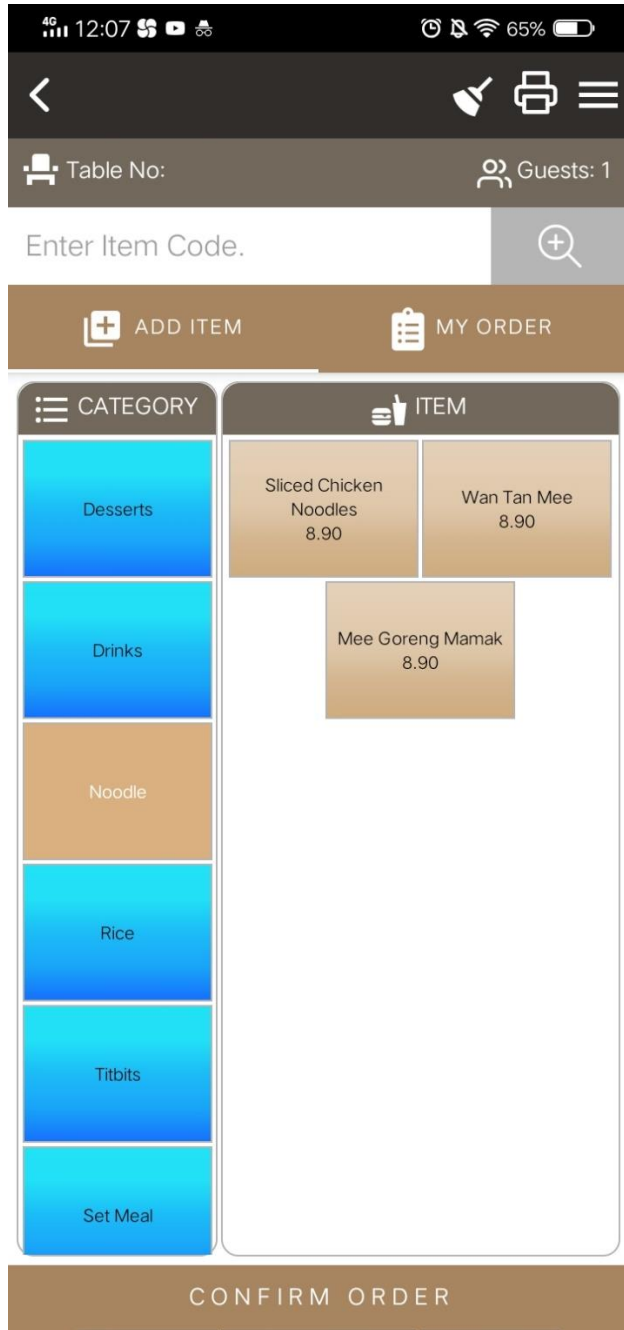 4G 12:07 65%
Table No: Guests: 1
Enter Item Code.
ADD ITEM MY ORDER
CATEGORY ITEM
Desserts
Drinks
Noodle
Rice
Titbits
Set Meal
Sliced Chicken
Noodles
8.90
Wan Tan Mee
8.90
Mee Goreng Mamak
8.90
CONFIRM ORDER